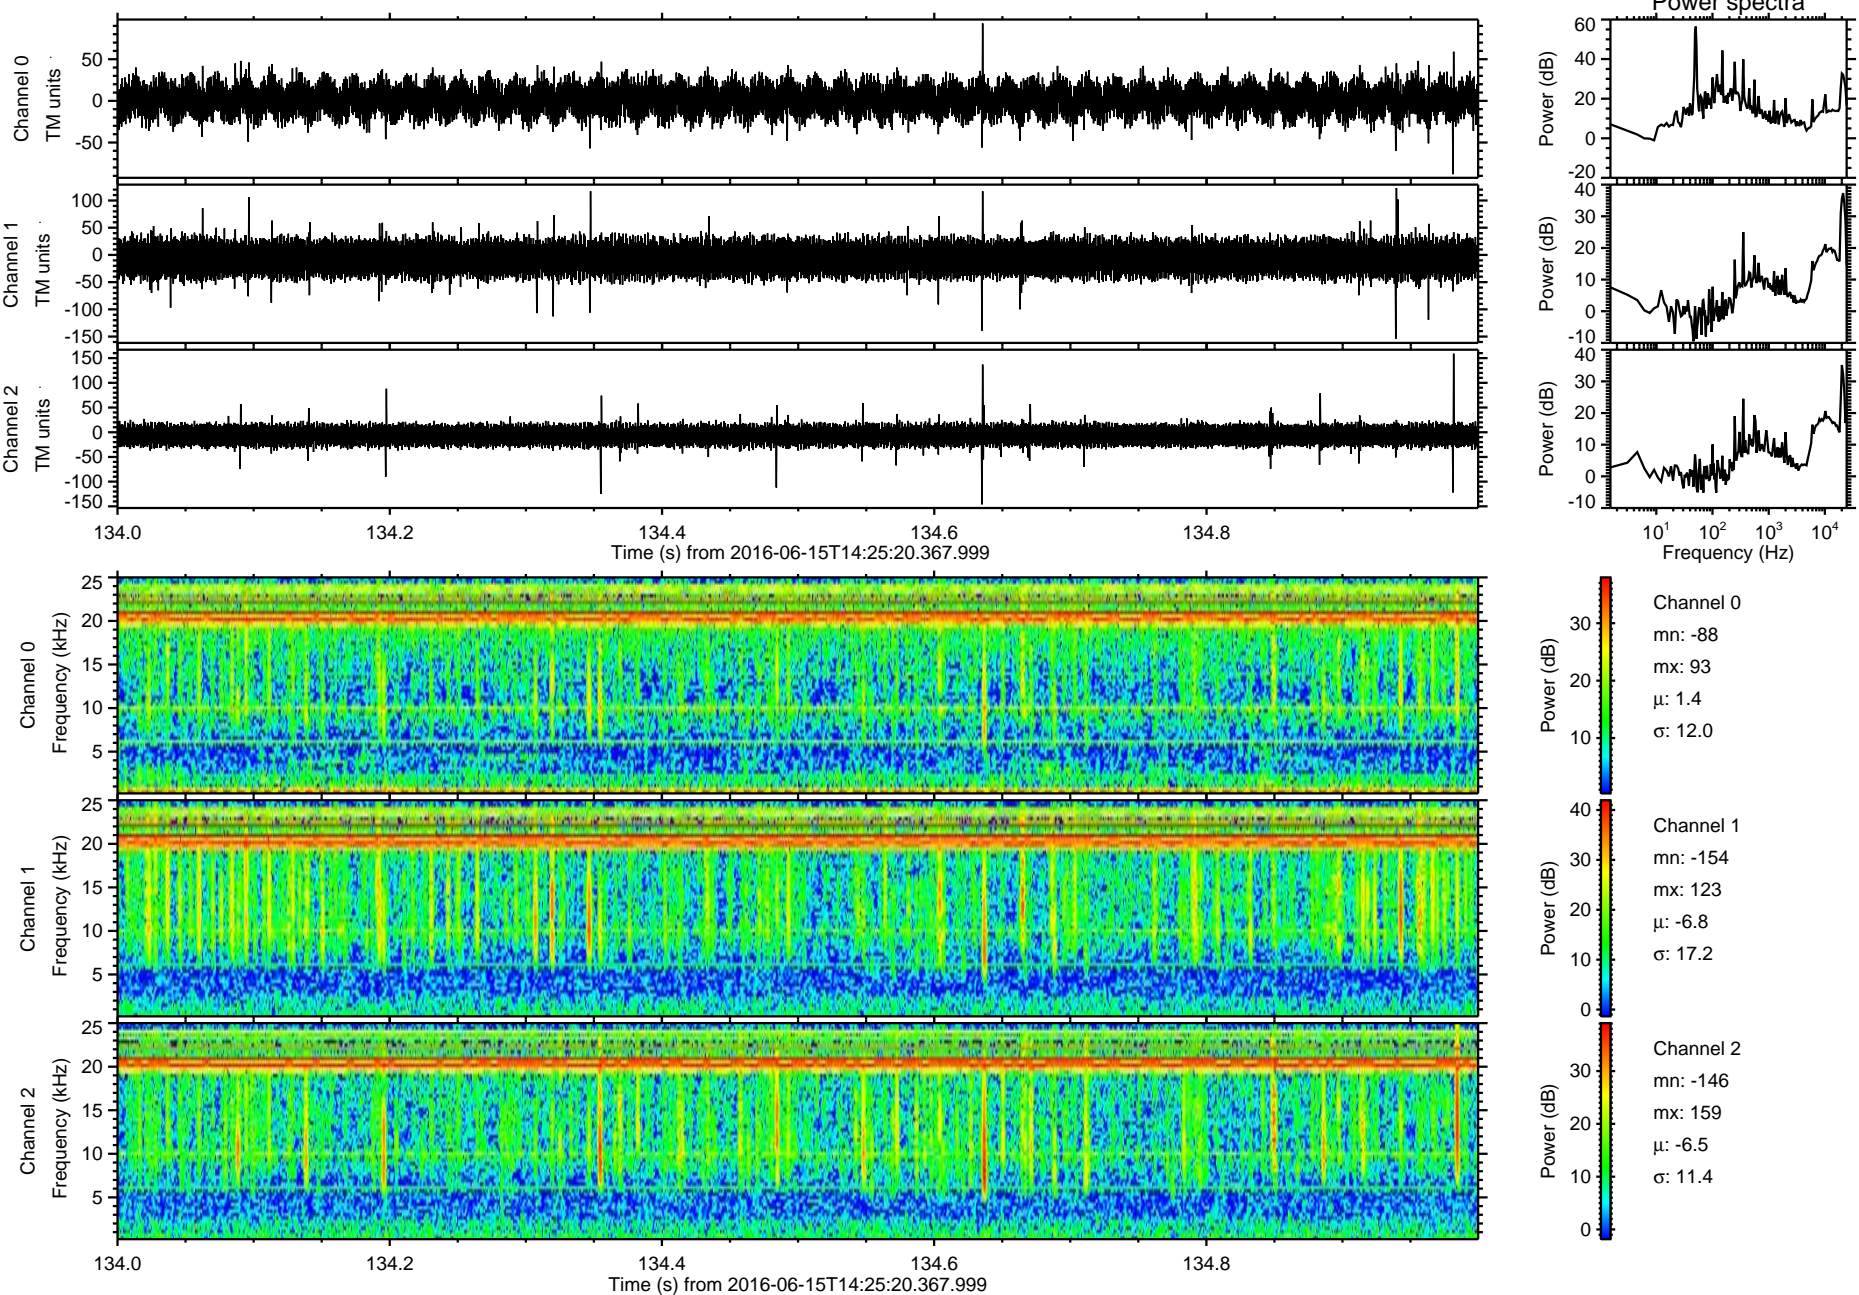 Power spectra
Channel 0
TM units
50
0
-50
Power (dB)
60
40
20
0
-20
Channel 1
TM units
100
50
0
-50
-100
-150
Power (dB)
40
30
20
10
0
-10
Channel 2
TM units
150
100
50
0
-50
-100
-150
Power (dB)
40
30
20
10
0
-10
134.0 134.2 134.4 134.6 134.8
Time (s) from 2016-06-15T14:25:20.367.999
10^1 10^2 10^3 10^4
Frequency (Hz)
Channel 0
Frequency (kHz)
25
20
15
10
5
Power (dB)
30
20
10
Channel 0
mn: -88
mx: 93
μ: 1.4
σ: 12.0
Channel 1
Frequency (kHz)
25
20
15
10
5
Power (dB)
40
30
20
10
0
Channel 1
mn: -154
mx: 123
μ: -6.8
σ: 17.2
Channel 2
Frequency (kHz)
25
20
15
10
5
Power (dB)
30
20
10
0
Channel 2
mn: -146
mx: 159
μ: -6.5
σ: 11.4
134.0 134.2 134.4 134.6 134.8
Time (s) from 2016-06-15T14:25:20.367.999